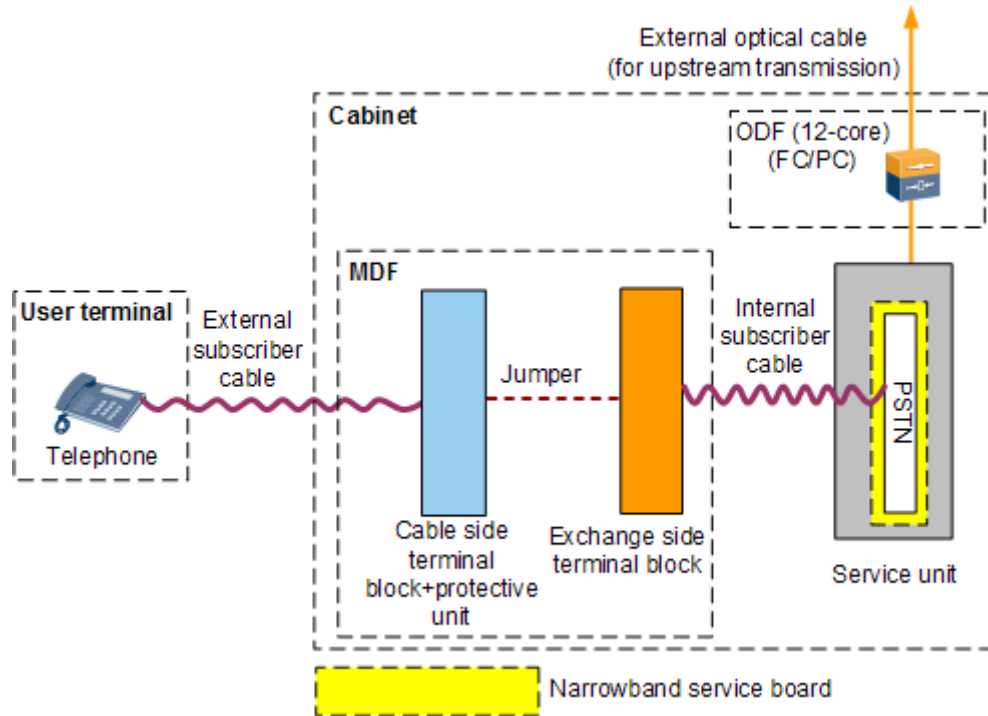 External optical cable
(for upstream transmission)
Cabinet
ODF (12-core)
(FC/PC)
MDF
User terminal
External
subscriber
cable
Jumper
Internal
subscriber
cable
PSTN
Telephone
Cable side
terminal
block+protective
unit
Exchange side
terminal block
Service unit
Narrowband service board